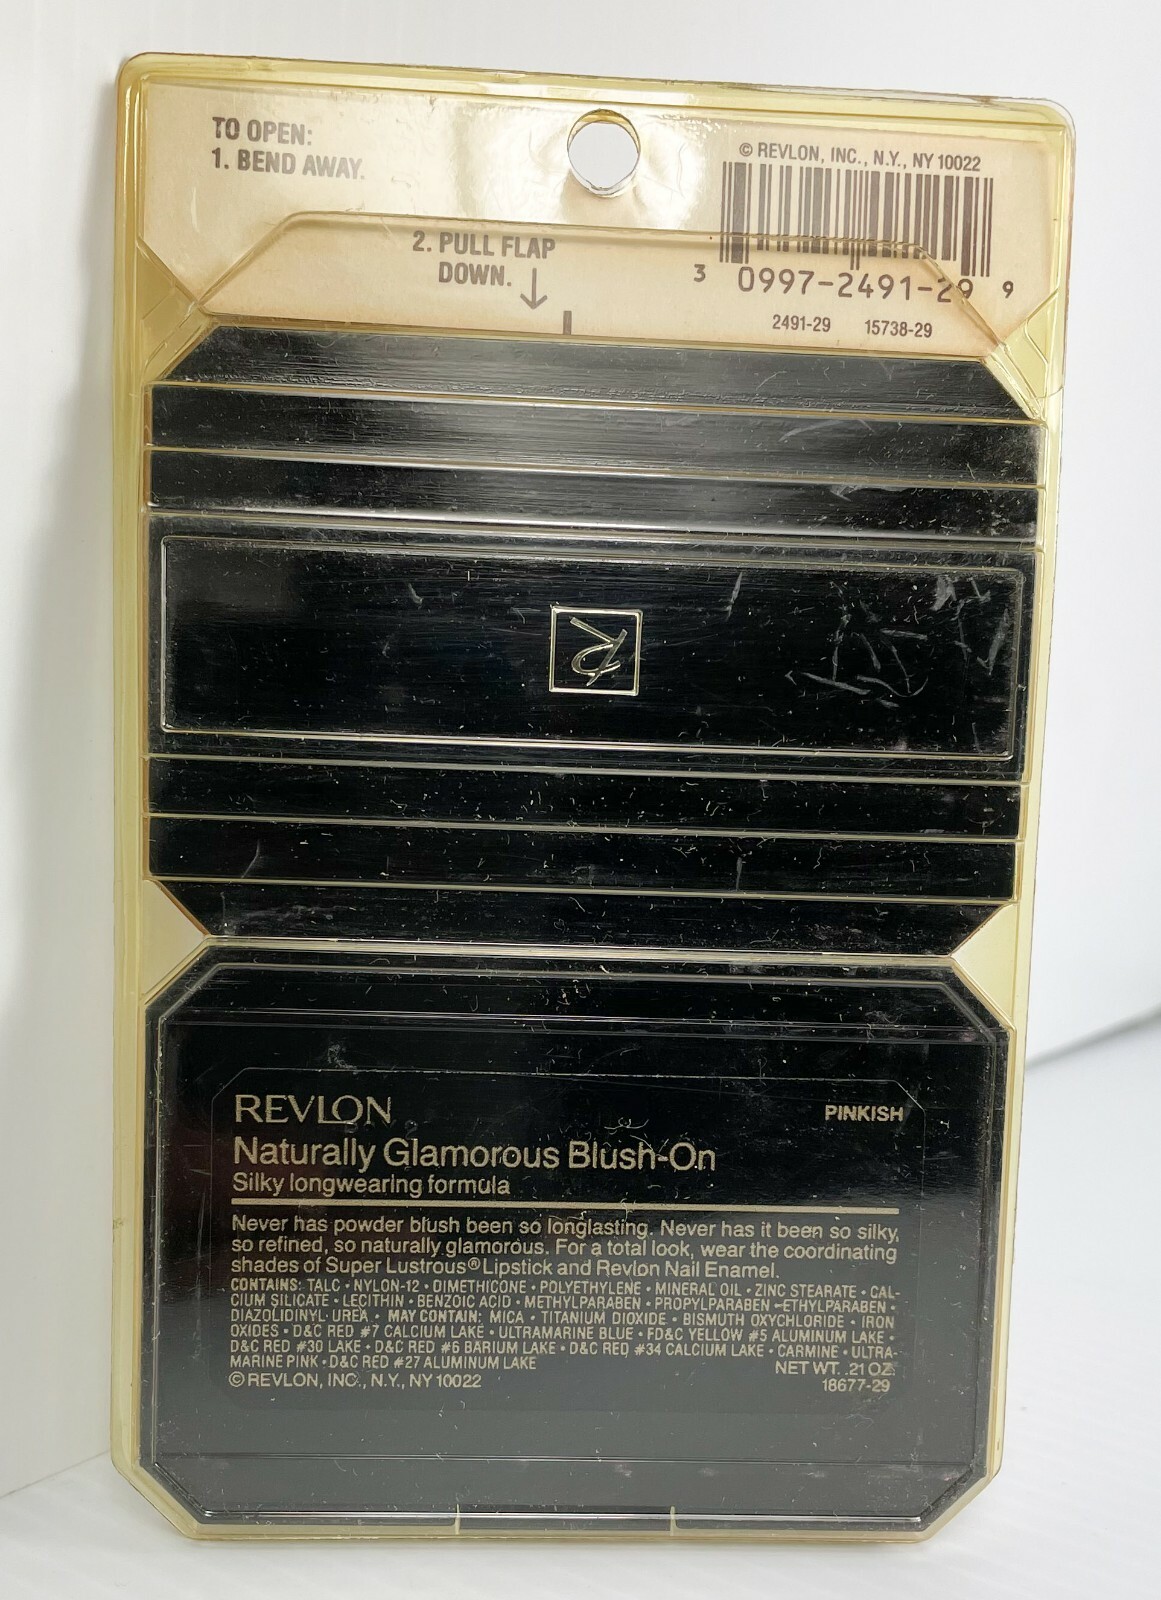 TO OPEN:
1. BEND AWAY.
© REVLON, INC., N.Y., NY 10022
2. PULL FLAP
DOWN.
3 0997-2491-29 9
2491-29 15738-29
R
REVLON
PINKISH
Naturally Glamorous Blush-On
Silky longwearing formula
Never has powder blush been so longlasting. Never has it been so silky,
so refined, so naturally glamorous. For a total look, wear the coordinating
shades of Super Lustrous® Lipstick and Revlon Nail Enamel.
CONTAINS: TALC • NYLON-12 • DIMETHICONE • POLYETHYLENE • MINERAL OIL • ZINC STEARATE • CAL-
CIUM SILICATE • LECITHIN • BENZOIC ACID • METHYLPARABEN • PROPYLPARABEN • ETHYLPARABEN •
DIAZOLIDINYL UREA • MAY CONTAIN: MICA • TITANIUM DIOXIDE • BISMUTH OXYCHLORIDE • IRON
OXIDES • D&C RED #7 CALCIUM LAKE • ULTRAMARINE BLUE • FD&C YELLOW #5 ALUMINUM LAKE •
D&C RED #30 LAKE • D&C RED #6 BARIUM LAKE • D&C RED #34 CALCIUM LAKE • CARMINE • ULTRA-
MARINE PINK • D&C RED #27 ALUMINUM LAKE
NET WT. .21 OZ.
© REVLON, INC., N.Y., NY 10022
18677-29